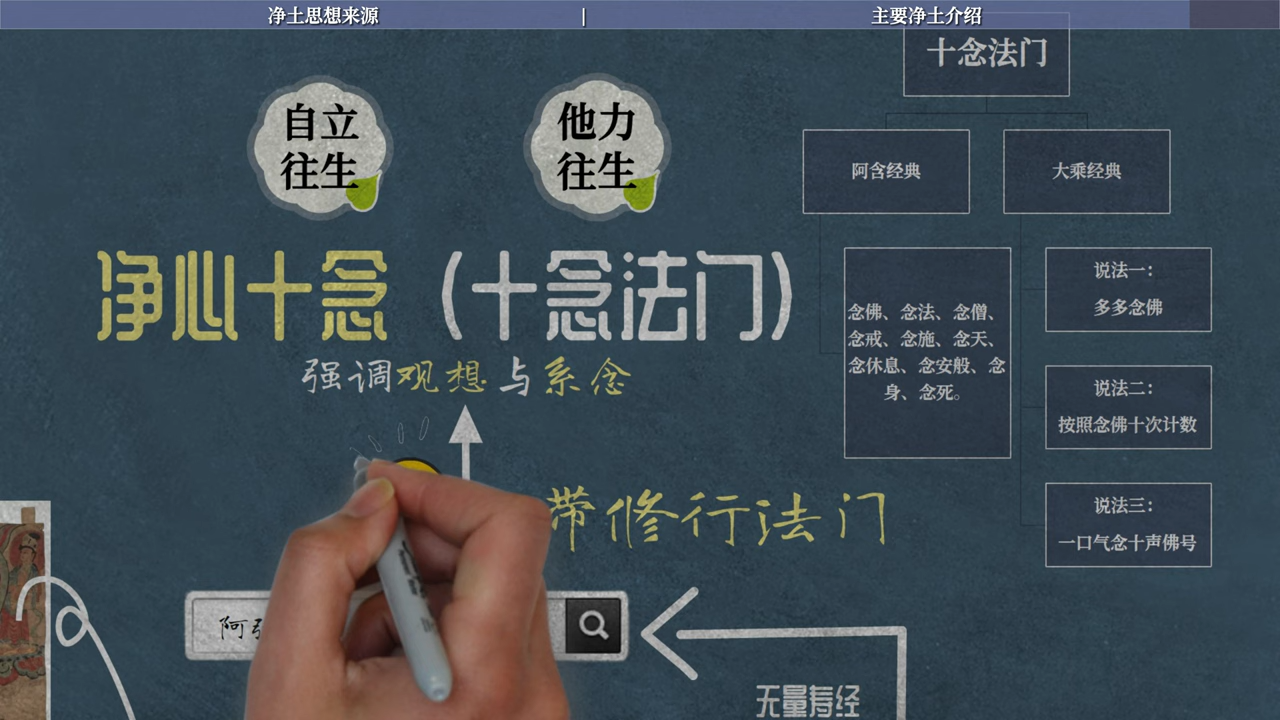 净土思想来源
|
主要净土介绍
十念法门
自立
往生
他力
往生
阿含经典
大乘经典
净心十念（十念法门）
强调观想与系念
念佛、念法、念僧、
念戒、念施、念天、
念休息、念安般、念
身、念死。
说法一：
多多念佛
说法二：
按照念佛十次计数
说法三：
一口气念十声佛号
带修行法门
阿
无量寿经